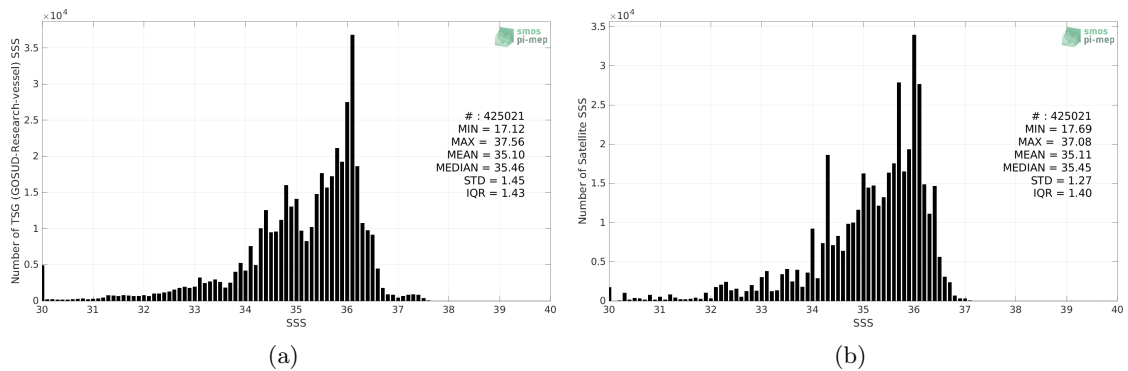 ×10⁴
3.5
3
2.5
2
1.5
1
0.5
0
30 31 32 33 34 35 36 37 38 39 40
SSS
Number of TSG (GOSUD-Research-vessel) SSS
smos
pi-mep
# : 425021
MIN = 17.12
MAX = 37.56
MEAN = 35.10
MEDIAN = 35.46
STD = 1.45
IQR = 1.43
(a)
×10⁴
3.5
3
2.5
2
1.5
1
0.5
0
30 31 32 33 34 35 36 37 38 39 40
SSS
Number of Satellite SSS
smos
pi-mep
# : 425021
MIN = 17.69
MAX = 37.08
MEAN = 35.11
MEDIAN = 35.45
STD = 1.27
IQR = 1.40
(b)